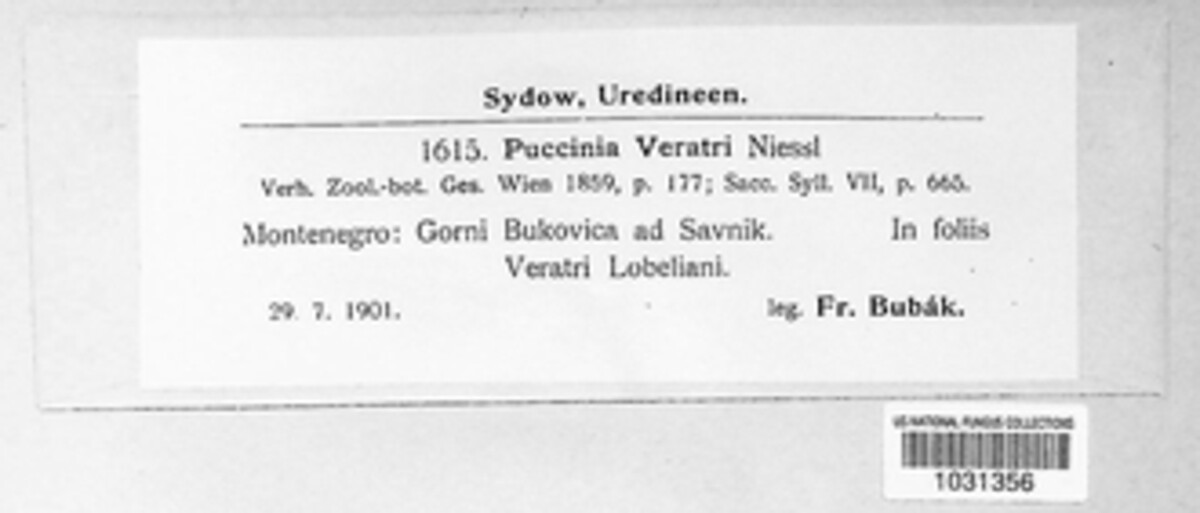 Sydow, Uredineen.
1615. Puccinia Veratri Niessl
Verh. Zool.-bot. Ges. Wien 1859, p. 177; Sacc. Syll. VII, p. 665.
Montenegro: Gorni Bukovica ad Savnik. In foliis
Veratri Lobeliani.
29. 7. 1901. leg. Fr. Bubák.
US NATIONAL FUNGUS COLLECTIONS
1031356